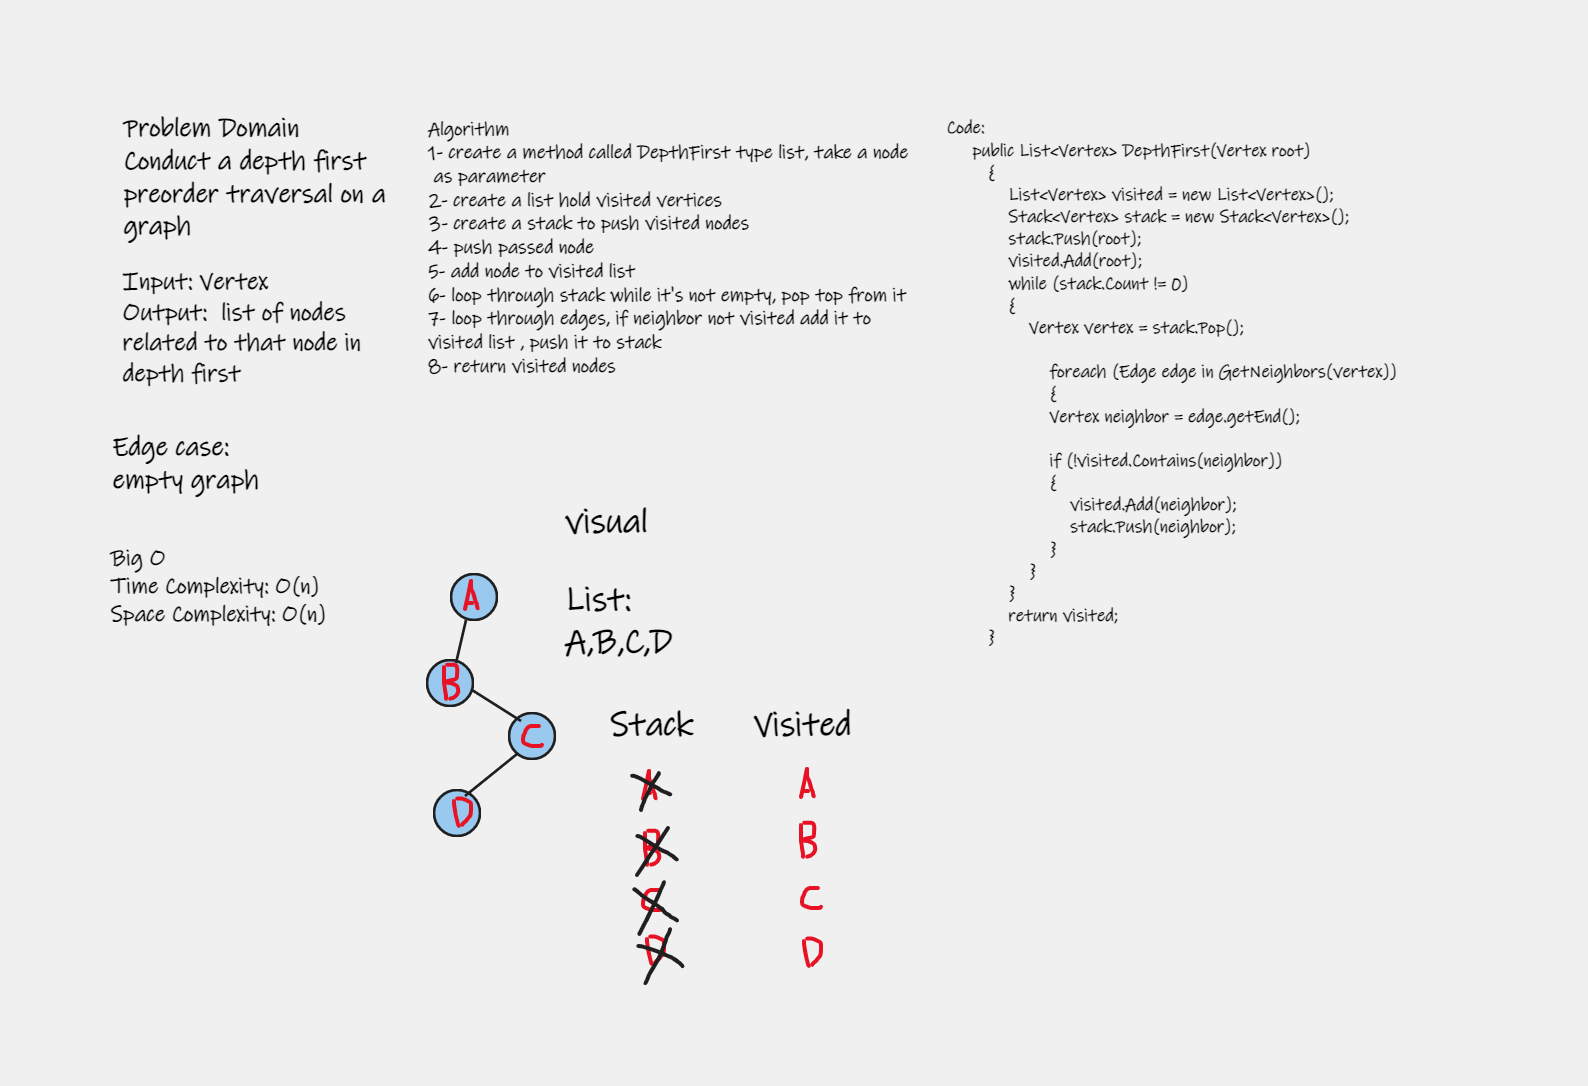 Problem Domain
Conduct a depth first
preorder traversal on a
graph
Input: Vertex
Output:  list of nodes
related to that node in
depth first
Edge case:
empty graph
Big O
Time Complexity: O(n)
Space Complexity: O(n)
Algorithm
1- create a method called DepthFirst type list, take a node
as parameter
2- create a list hold visited vertices
3- create a stack to push visited nodes
4- push passed node
5- add node to visited list
6- loop through stack while it's not empty, pop top from it
7- loop through edges, if neighbor not visited add it to
visited list , push it to stack
8- return visited nodes
visual
List:
A,B,C,D
A
B
C
D
Stack Visited
A A
B B
C C
D D
Code:
public List<Vertex> DepthFirst(Vertex root)
{
List<Vertex> visited = new List<Vertex>();
Stack<Vertex> stack = new Stack<Vertex>();
stack.Push(root);
visited.Add(root);
while (stack.Count != 0)
{
Vertex vertex = stack.Pop();
foreach (Edge edge in GetNeighbors(vertex))
{
Vertex neighbor = edge.getEnd();
if (!visited.Contains(neighbor))
{
visited.Add(neighbor);
stack.Push(neighbor);
}
}
}
return visited;
}